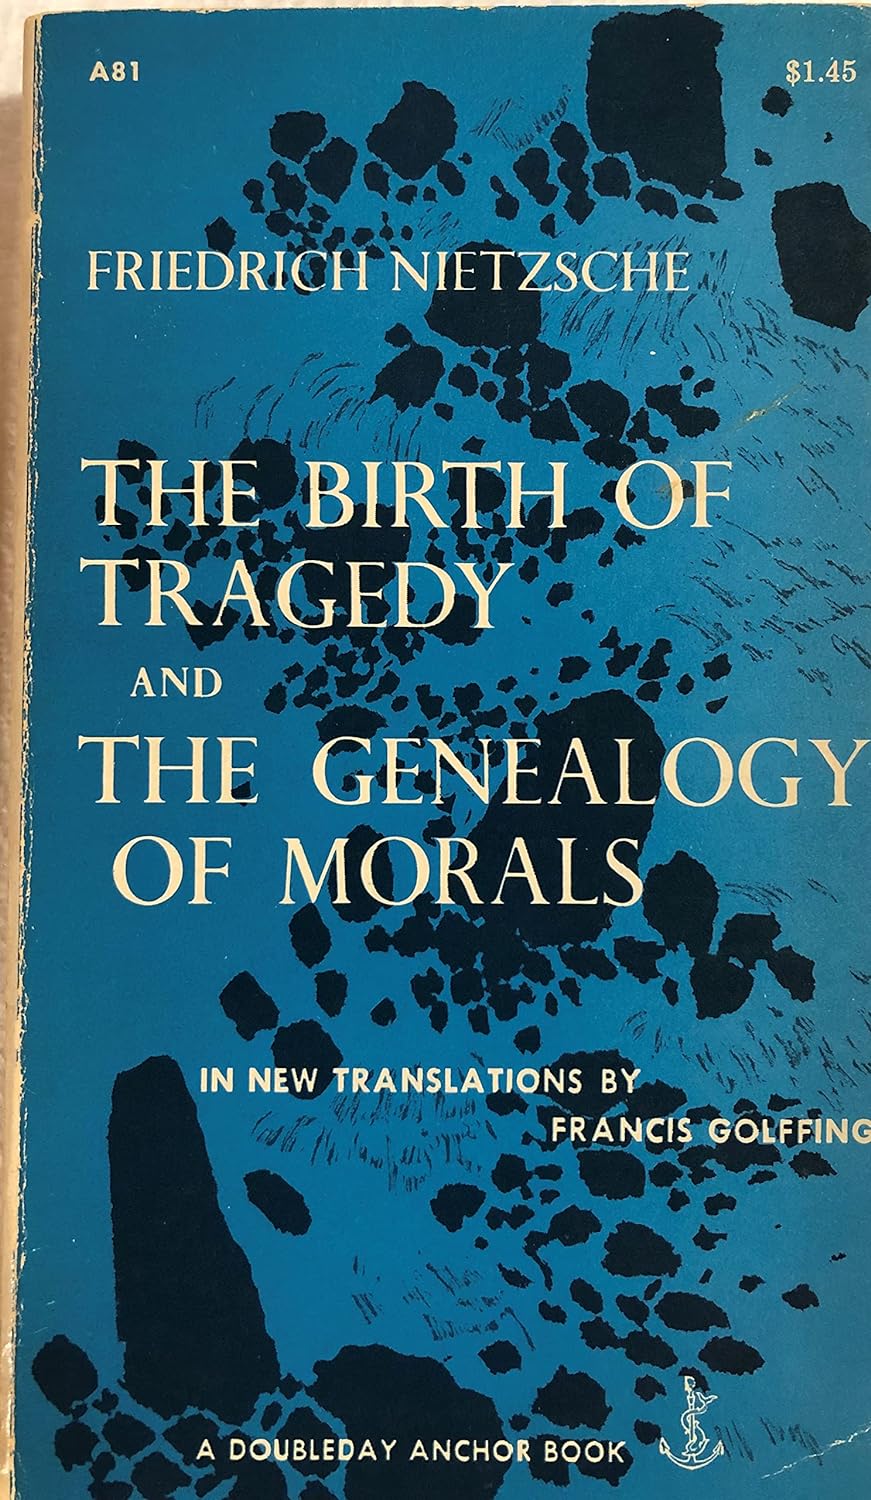 A81
$1.45
FRIEDRICH NIETZSCHE
THE BIRTH OF
TRAGEDY
AND
THE GENEALOGY
OF MORALS
IN NEW TRANSLATIONS BY
FRANCIS GOLFFING
A DOUBLEDAY ANCHOR BOOK